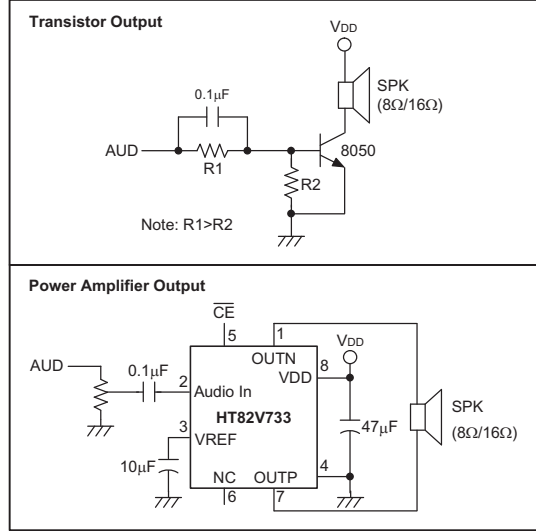 Transistor Output
VDD
SPK
(8Ω/16Ω)
0.1μF
AUD
R1
8050
R2
Note: R1>R2
Power Amplifier Output
CE
5
1
OUTN
VDD
8
VDD
AUD
0.1μF
2
Audio In
HT82V733
3
VREF
10μF
47μF
SPK
(8Ω/16Ω)
NC
OUTP
4
6
7